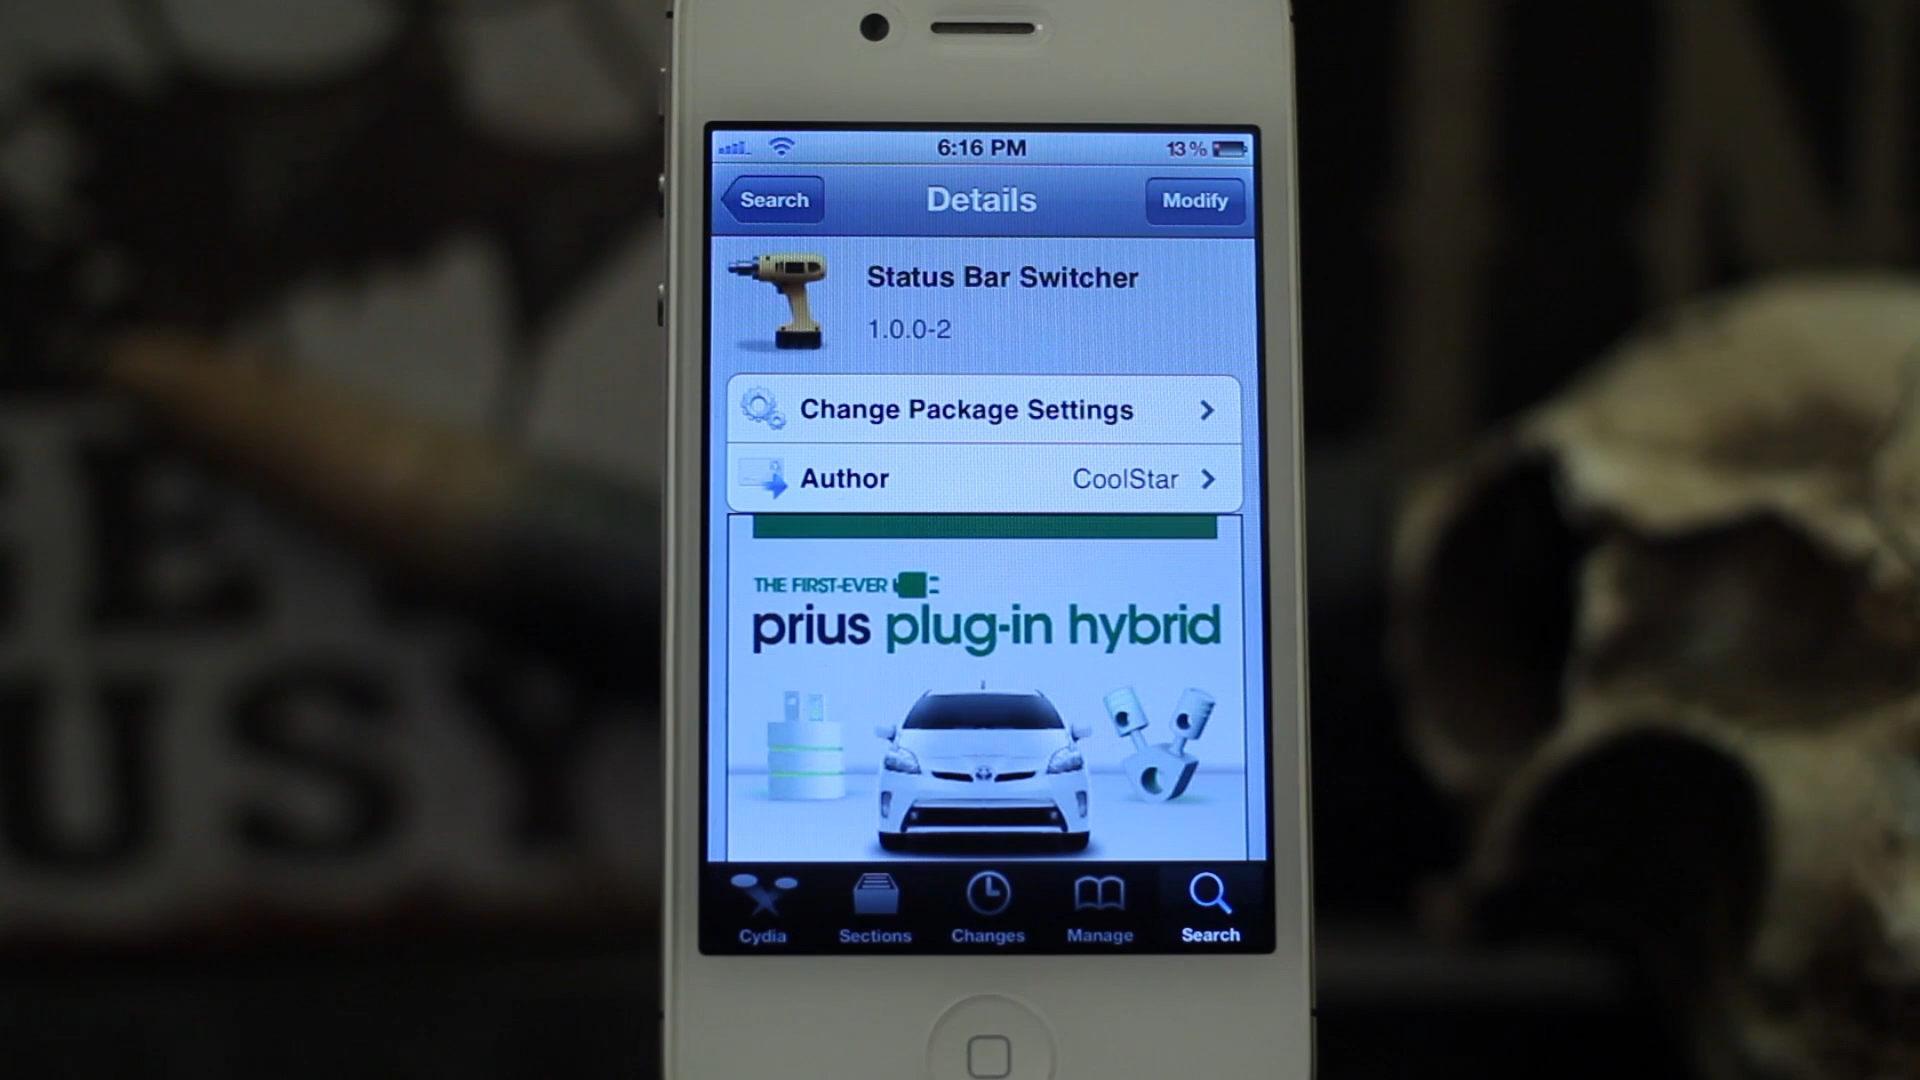 6:16 PM
13%
Search
Details
Modify
Status Bar Switcher
1.0.0-2
Change Package Settings
Author
CoolStar
THE FIRST-EVER
prius plug-in hybrid
Cydia
Sections
Changes
Manage
Search